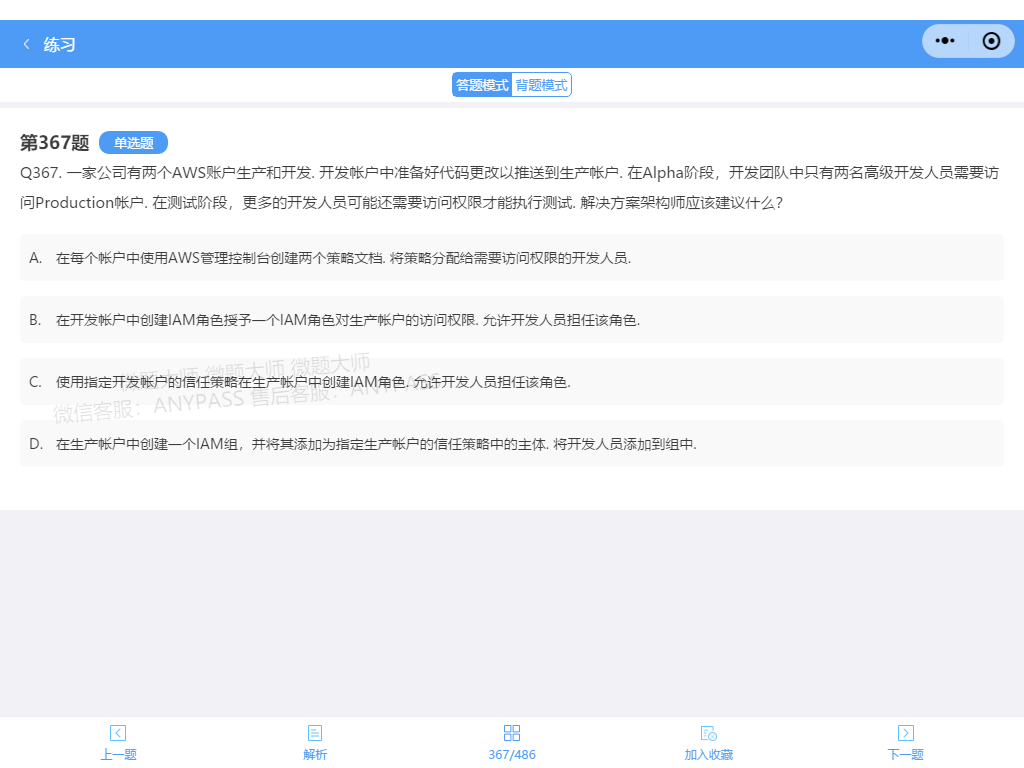 练习
答题模式 背题模式
第367题 单选题
Q367. 一家公司有两个AWS账户生产和开发. 开发帐户中准备好代码更改以推送到生产帐户. 在Alpha阶段，开发团队中只有两名高级开发人员需要访
问Production帐户. 在测试阶段，更多的开发人员可能还需要访问权限才能执行测试. 解决方案架构师应该建议什么?
A. 在每个帐户中使用AWS管理控制台创建两个策略文档. 将策略分配给需要访问权限的开发人员.
B. 在开发帐户中创建IAM角色授予一个IAM角色对生产帐户的访问权限. 允许开发人员担任该角色.
微题大师 微题大师 微题大师
C. 使用指定开发帐户的信任策略在生产帐户中创建IAM角色. 允许开发人员担任该角色.
微信客服：ANYPASS 售后客服：ANYPASS
D. 在生产帐户中创建一个IAM组，并将其添加为指定生产帐户的信任策略中的主体. 将开发人员添加到组中.
上一题 解析 367/486 加入收藏 下一题